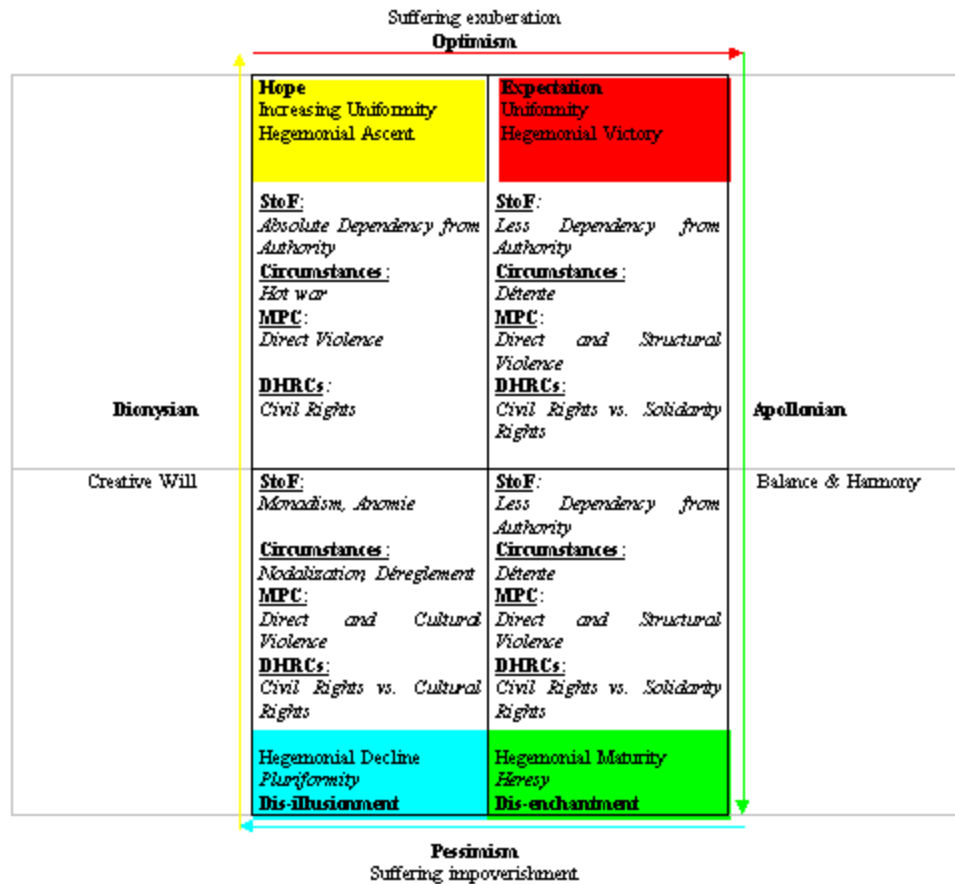 Suffering exuberation
Optimism
Hope
Increasing Uniformity
Hegemonial Ascent
Expectation
Uniformity
Hegemonial Victory
StoF:
Absolute Dependency from
Authority
Circumstances:
Hot war
MPC:
Direct Violence
DHRCs:
Civil Rights
StoF:
Less Dependency from
Authority
Circumstances:
Détente
MPC:
Direct and Structural
Violence
DHRCs:
Civil Rights vs. Solidarity
Rights
Dionysian
Apollonian
Creative Will
StoF:
Monadism, Anomie
Circumstances:
Nodalization, Déreglement
MPC:
Direct and Cultural
Violence
DHRCs:
Civil Rights vs. Cultural
Rights
StoF:
Less Dependency from
Authority
Circumstances:
Détente
MPC:
Direct and Structural
Violence
DHRCs:
Civil Rights vs. Solidarity
Rights
Balance & Harmony
Hegemonial Decline
Pluriformity
Dis-illusionment
Hegemonial Maturity
Heresy
Dis-enchantment
Pessimism
Suffering impoverishment